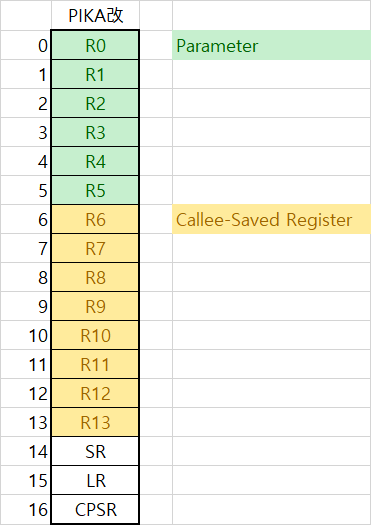 PIKA改
0 R0 Parameter
1 R1
2 R2
3 R3
4 R4
5 R5
6 R6 Callee-Saved Register
7 R7
8 R8
9 R9
10 R10
11 R11
12 R12
13 R13
14 SR
15 LR
16 CPSR